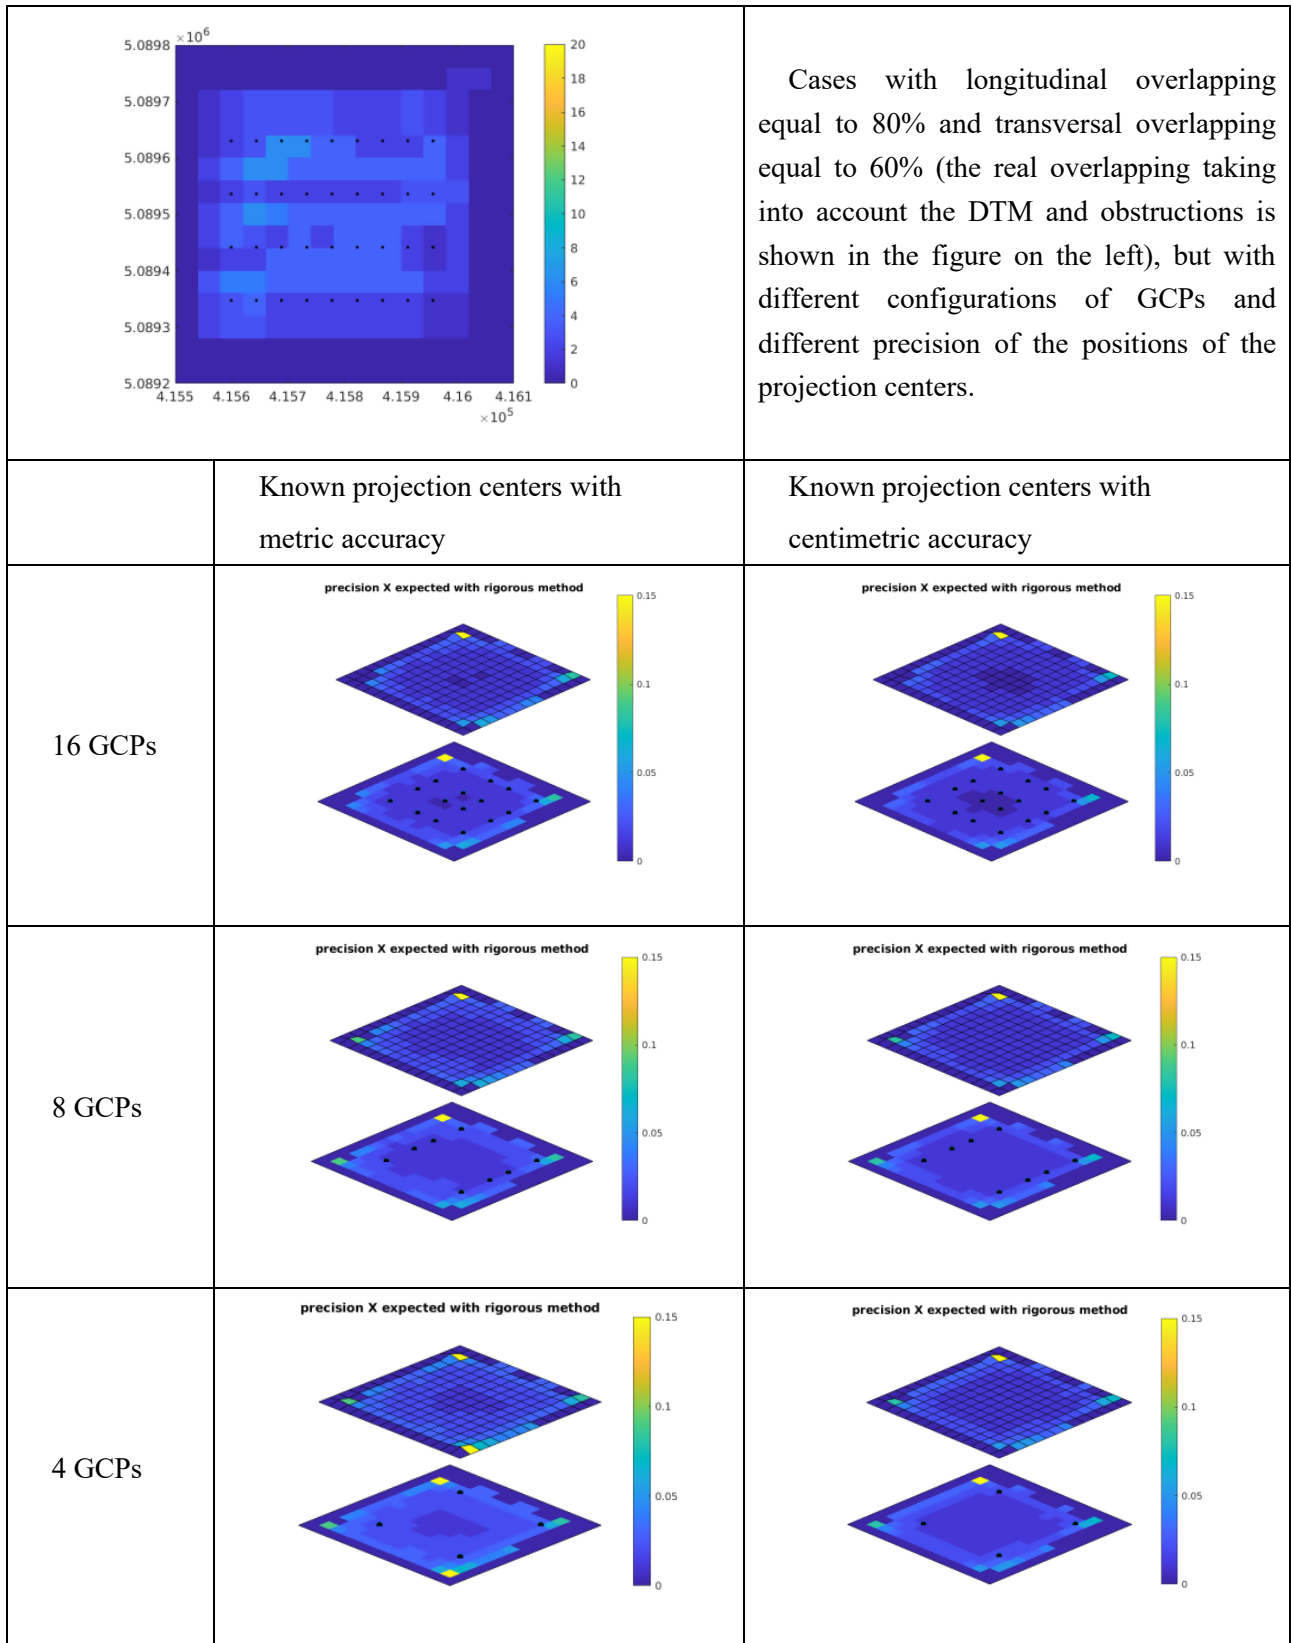 5.0898 ×10⁶
5.0897
5.0896
5.0895
5.0894
5.0893
5.0892
4.155 4.156 4.157 4.158 4.159 4.16 4.161
×10⁵
20
18
16
14
12
10
8
6
4
2
0
Cases with longitudinal overlapping
equal to 80% and transversal overlapping
equal to 60% (the real overlapping taking
into account the DTM and obstructions is
shown in the figure on the left), but with
different configurations of GCPs and
different precision of the positions of the
projection centers.
Known projection centers with
metric accuracy
Known projection centers with
centimetric accuracy
16 GCPs
precision X expected with rigorous method
0.15
0.1
0.05
0
precision X expected with rigorous method
0.15
0.1
0.05
0
8 GCPs
precision X expected with rigorous method
0.15
0.1
0.05
0
precision X expected with rigorous method
0.15
0.1
0.05
0
4 GCPs
precision X expected with rigorous method
0.15
0.1
0.05
0
precision X expected with rigorous method
0.15
0.1
0.05
0